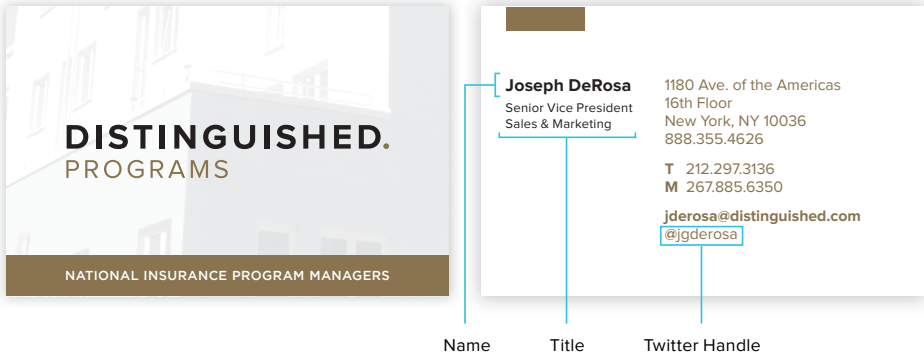 DISTINGUISHED.
PROGRAMS
NATIONAL INSURANCE PROGRAM MANAGERS
Joseph DeRosa
Senior Vice President
Sales & Marketing
1180 Ave. of the Americas
16th Floor
New York, NY 10036
888.355.4626
T 212.297.3136
M 267.885.6350
jderosa@distinguished.com
@jgderosa
Name Title Twitter Handle